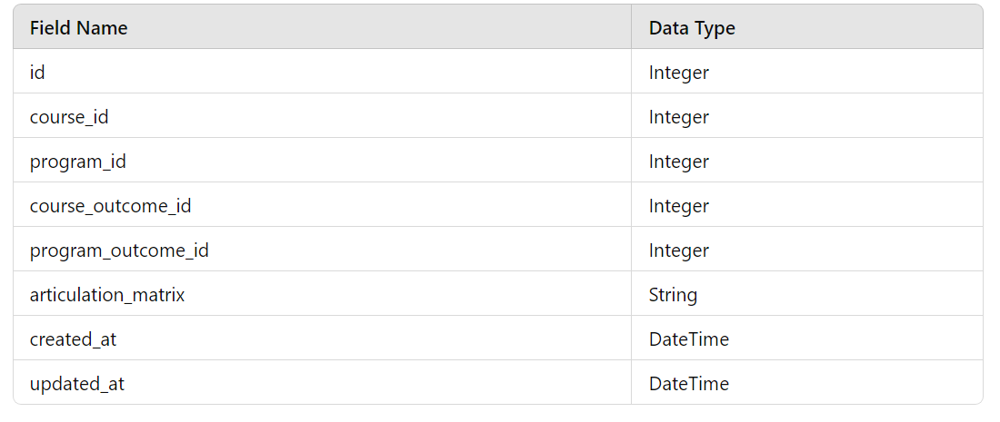 Field Name Data Type
id Integer
course_id Integer
program_id Integer
course_outcome_id Integer
program_outcome_id Integer
articulation_matrix String
created_at DateTime
updated_at DateTime